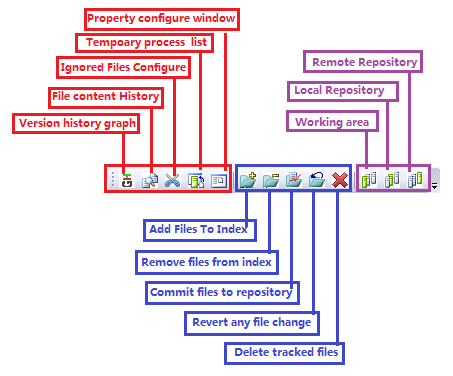 Property configure window
Tempoary process list
Ignored Files Configure
Remote Repository
File content History
Local Repository
Version history graph
Working area
Add Files To Index
Remove files from index
Commit files to repository
Revert any file change
Delete tracked files